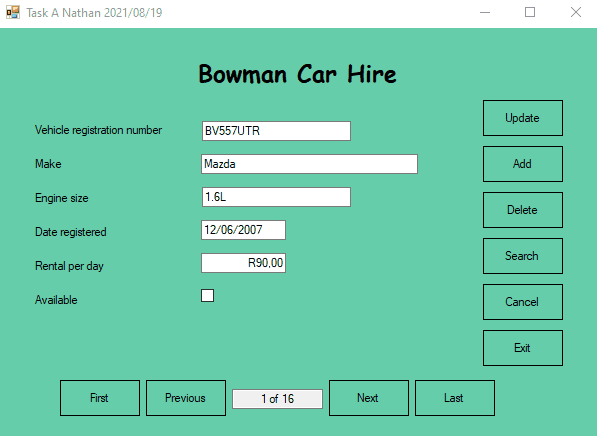 Task A Nathan 2021/08/19
Bowman Car Hire
Vehicle registration number BV557UTR
Make Mazda
Engine size 1.6L
Date registered 12/06/2007
Rental per day R90,00
Available
Update
Add
Delete
Search
Cancel
Exit
First Previous 1 of 16 Next Last